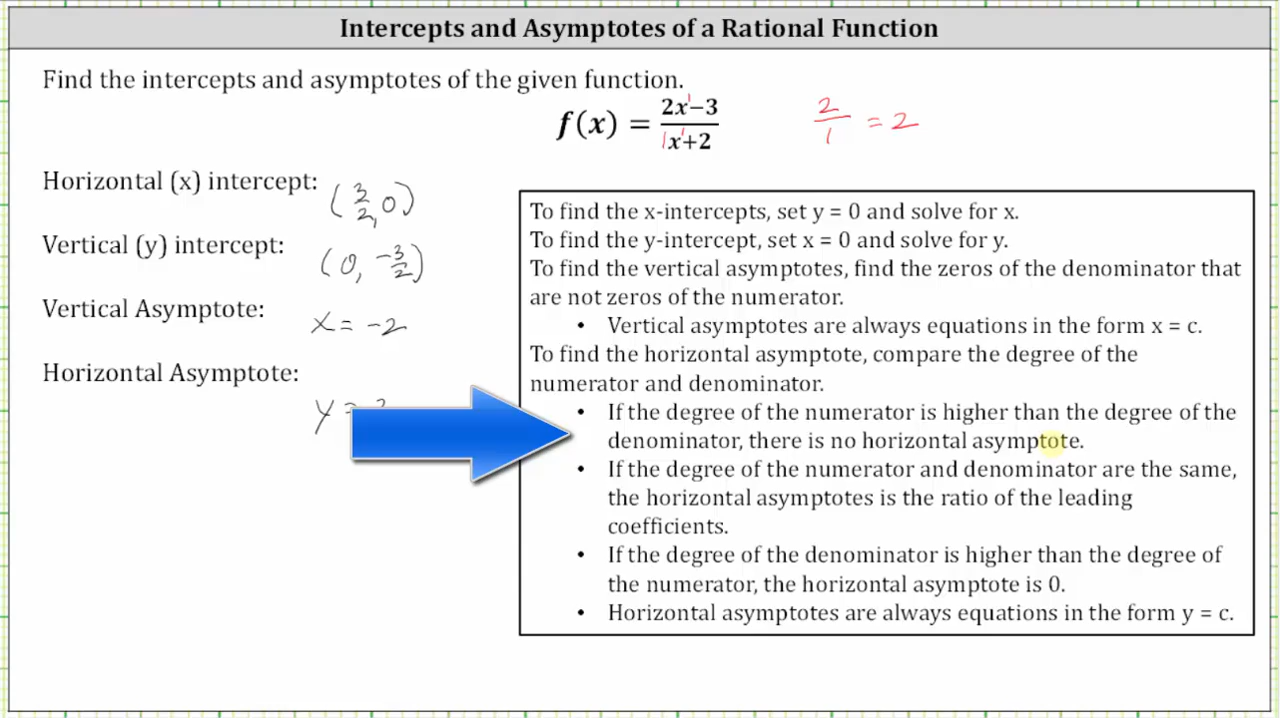 Intercepts and Asymptotes of a Rational Function
Find the intercepts and asymptotes of the given function.
f(x) = (2x¹−3)/(1x¹+2)
2/1 = 2
Horizontal (x) intercept: (3/2, 0)
Vertical (y) intercept: (0, −3/2)
Vertical Asymptote: x = −2
Horizontal Asymptote:
y =
To find the x-intercepts, set y = 0 and solve for x.
To find the y-intercept, set x = 0 and solve for y.
To find the vertical asymptotes, find the zeros of the denominator that
are not zeros of the numerator.
• Vertical asymptotes are always equations in the form x = c.
To find the horizontal asymptote, compare the degree of the
numerator and denominator.
• If the degree of the numerator is higher than the degree of the
denominator, there is no horizontal asymptote.
• If the degree of the numerator and denominator are the same,
the horizontal asymptotes is the ratio of the leading
coefficients.
• If the degree of the denominator is higher than the degree of
the numerator, the horizontal asymptote is 0.
• Horizontal asymptotes are always equations in the form y = c.